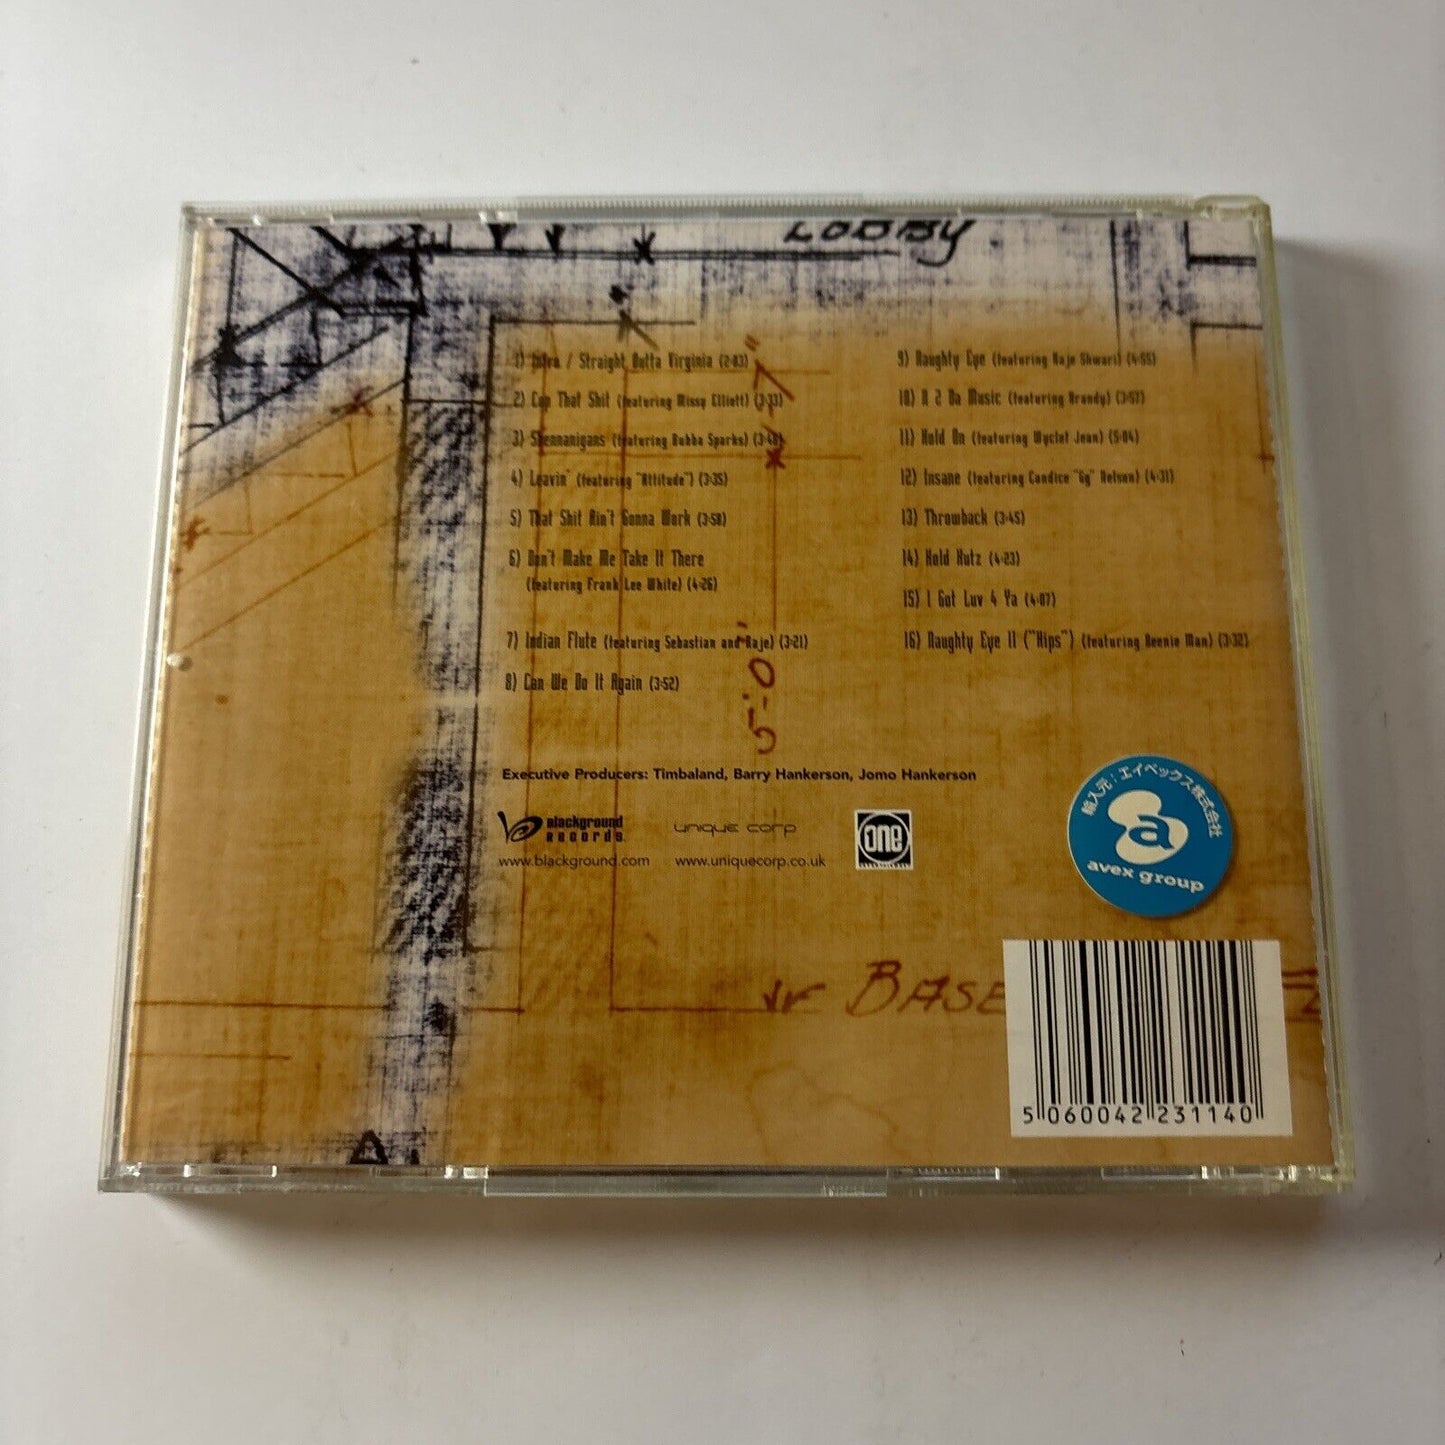 LOBBY
7"
1) Intro / Straight Outta Virginia (2:03)
2) Cop That Shit (featuring Missy Elliott) (3:33)
3) Shennanigans (featuring Bubba Sparks) (3:48)
4) Leavin' (featuring "Attitude") (3:35)
5) That Shit Ain't Gonna Work (3:58)
6) Don't Make Me Take It There
(featuring Frank Lee White) (4:26)
7) Indian Flute (featuring Sebastian and Raje) (3:21)
8) Can We Do It Again (3:52)
9) Naughty Eye (featuring Raje Shwari) (4:55)
10) N 2 Da Music (featuring Brandy) (3:57)
11) Hold On (featuring Wyclef Jean) (5:04)
12) Insane (featuring Candice "Gg" Nelson) (4:31)
13) Throwback (3:45)
14) Hold Kutz (4:23)
15) I Got Luv 4 Ya (4:07)
16) Naughty Eye II ("Hips") (featuring Beenie Man) (3:32)
Executive Producers: Timbaland, Barry Hankerson, Jomo Hankerson
Blackground
RECORDS.
unique corp
one
www.blackground.com www.uniquecorp.co.uk
輸入元:エイベックス株式会社
a
avex group
BASE
5 060042 231140